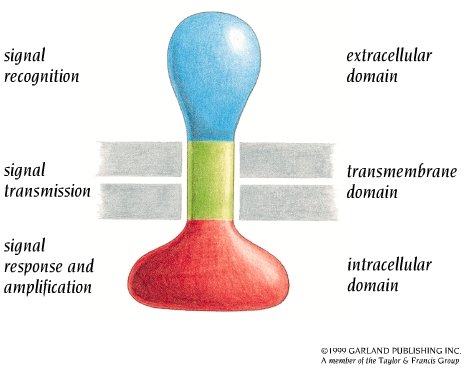 signal
recognition
extracellular
domain
signal
transmission
transmembrane
domain
signal
response and
amplification
intracellular
domain
©1999 GARLAND PUBLISHING INC.
A member of the Taylor & Francis Group